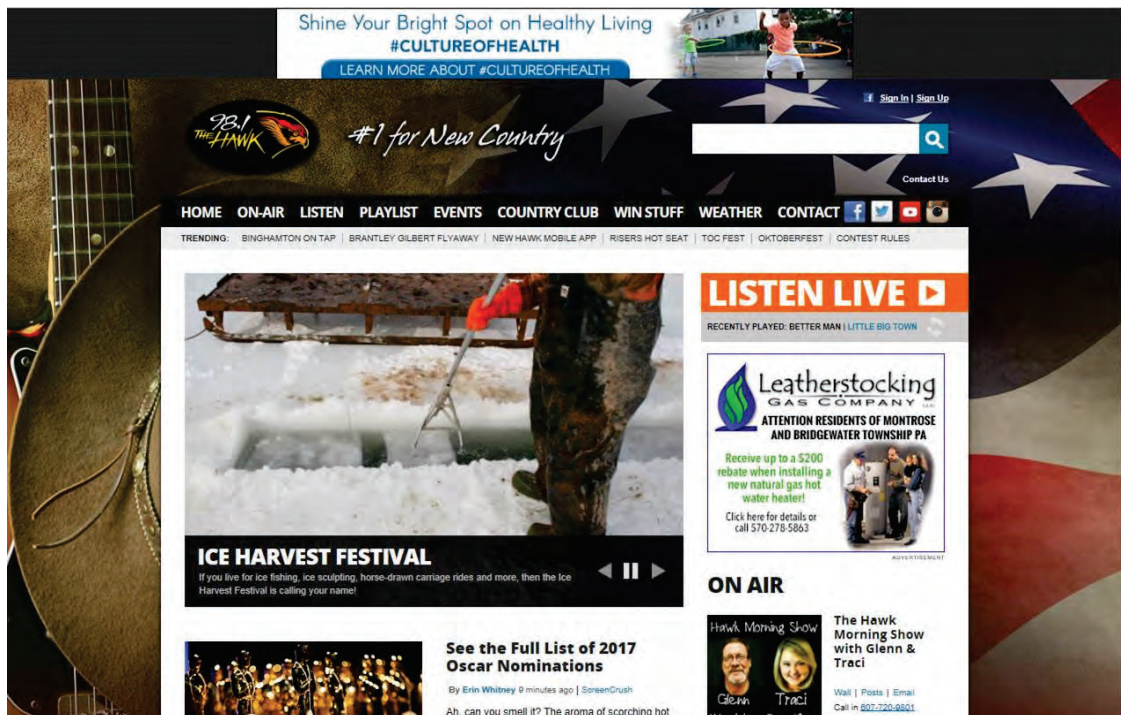 Shine Your Bright Spot on Healthy Living
#CULTUREOFHEALTH
LEARN MORE ABOUT #CULTUREOFHEALTH
Sign In | Sign Up
98.1
THE HAWK
#1 for New Country
Contact Us
HOME ON-AIR LISTEN PLAYLIST EVENTS COUNTRY CLUB WIN STUFF WEATHER CONTACT
TRENDING: BINGHAMTON ON TAP | BRANTLEY GILBERT FLYAWAY | NEW HAWK MOBILE APP | RISERS HOT SEAT | TOC FEST | OKTOBERFEST | CONTEST RULES
ICE HARVEST FESTIVAL
If you live for ice fishing, ice sculpting, horse-drawn carriage rides and more, then the Ice
Harvest Festival is calling your name!
LISTEN LIVE
RECENTLY PLAYED: BETTER MAN | LITTLE BIG TOWN
Leatherstocking
GAS COMPANY
ATTENTION RESIDENTS OF MONTROSE
AND BRIDGEWATER TOWNSHIP PA
Receive up to a $200
rebate when installing a
new natural gas hot
water heater!
Click here for details or
call 570-278-5863
ADVERTISEMENT
See the Full List of 2017
Oscar Nominations
By Erin Whitney 9 minutes ago | ScreenCrush
Ah, can you smell it? The aroma of scorching hot
ON AIR
Hawk Morning Show
Glenn Traci
The Hawk
Morning Show
with Glenn &
Traci
Wall | Posts | Email
Call in 607-720-9801